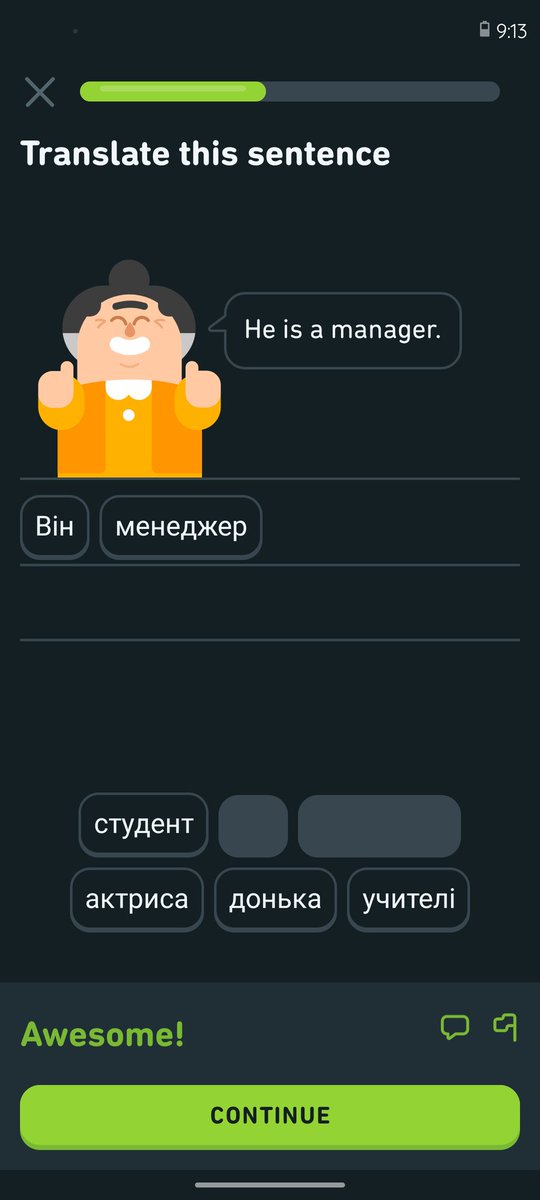 9:13
Translate this sentence
He is a manager.
Він менеджер
студент
актриса донька учителі
Awesome!
CONTINUE